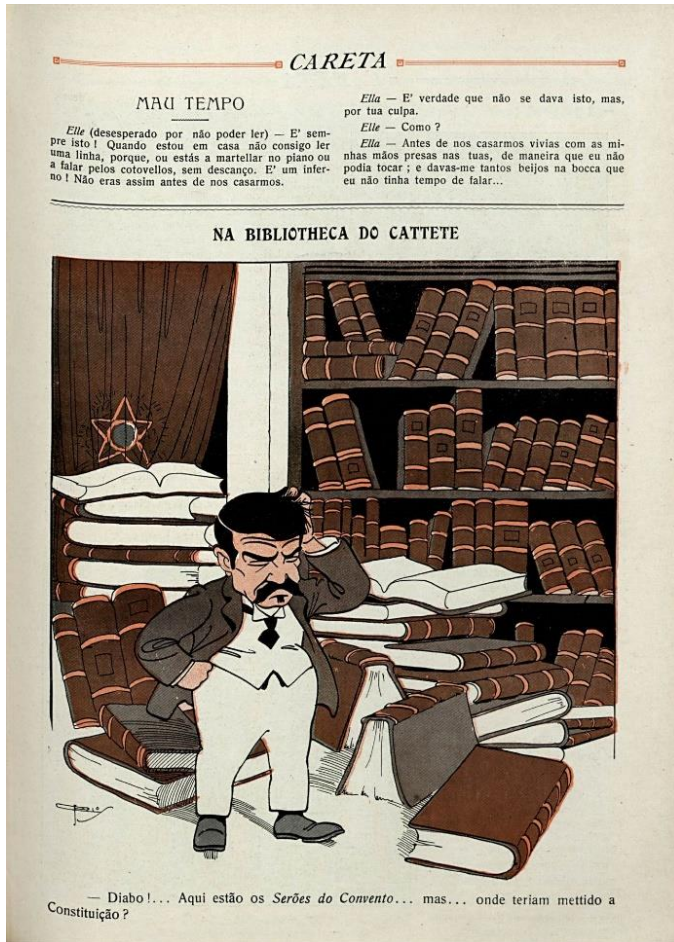 CARETA
MAU TEMPO
Elle (desesperado por não poder ler) — E' sem-
pre isto ! Quando estou em casa não consigo ler
uma linha, porque, ou estás a martellar no piano ou
a falar pelos cotovellos, sem descanço. E' um infer-
no ! Não eras assim antes de nos casarmos.
Ella — E' verdade que não se dava isto, mas,
por tua culpa.
Elle — Como ?
Ella — Antes de nos casarmos vivias com as mi-
nhas mãos presas nas tuas, de maneira que eu não
podia tocar ; e davas-me tantos beijos na bocca que
eu não tinha tempo de falar...
NA BIBLIOTHECA DO CATTETE
— Diabo !... Aqui estão os Serões do Convento... mas... onde teriam mettido a
Constituição ?